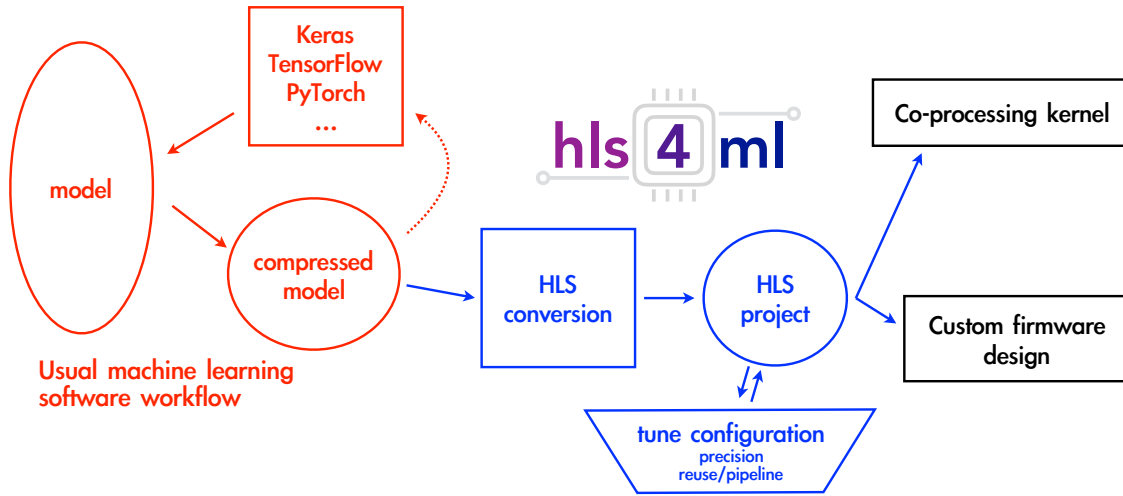 Keras
TensorFlow
PyTorch
...
model
compressed
model
Usual machine learning
software workflow
hls 4 ml
HLS
conversion
HLS
project
tune configuration
precision
reuse/pipeline
Co-processing kernel
Custom firmware
design